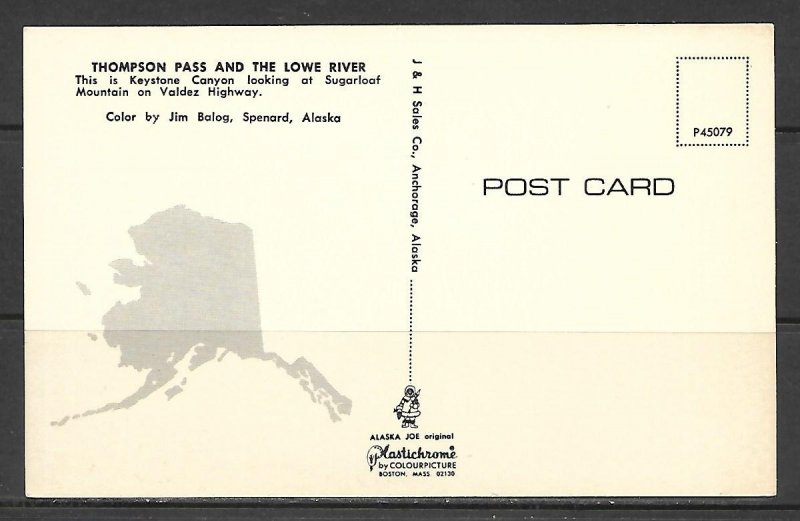 THOMPSON PASS AND THE LOWE RIVER
This is Keystone Canyon looking at Sugarloaf
Mountain on Valdez Highway.
Color by Jim Balog, Spenard, Alaska
J & H Sales Co., Anchorage, Alaska
P45079
POST CARD
ALASKA JOE original
Plastichrome
by COLOURPICTURE
BOSTON, MASS 02130